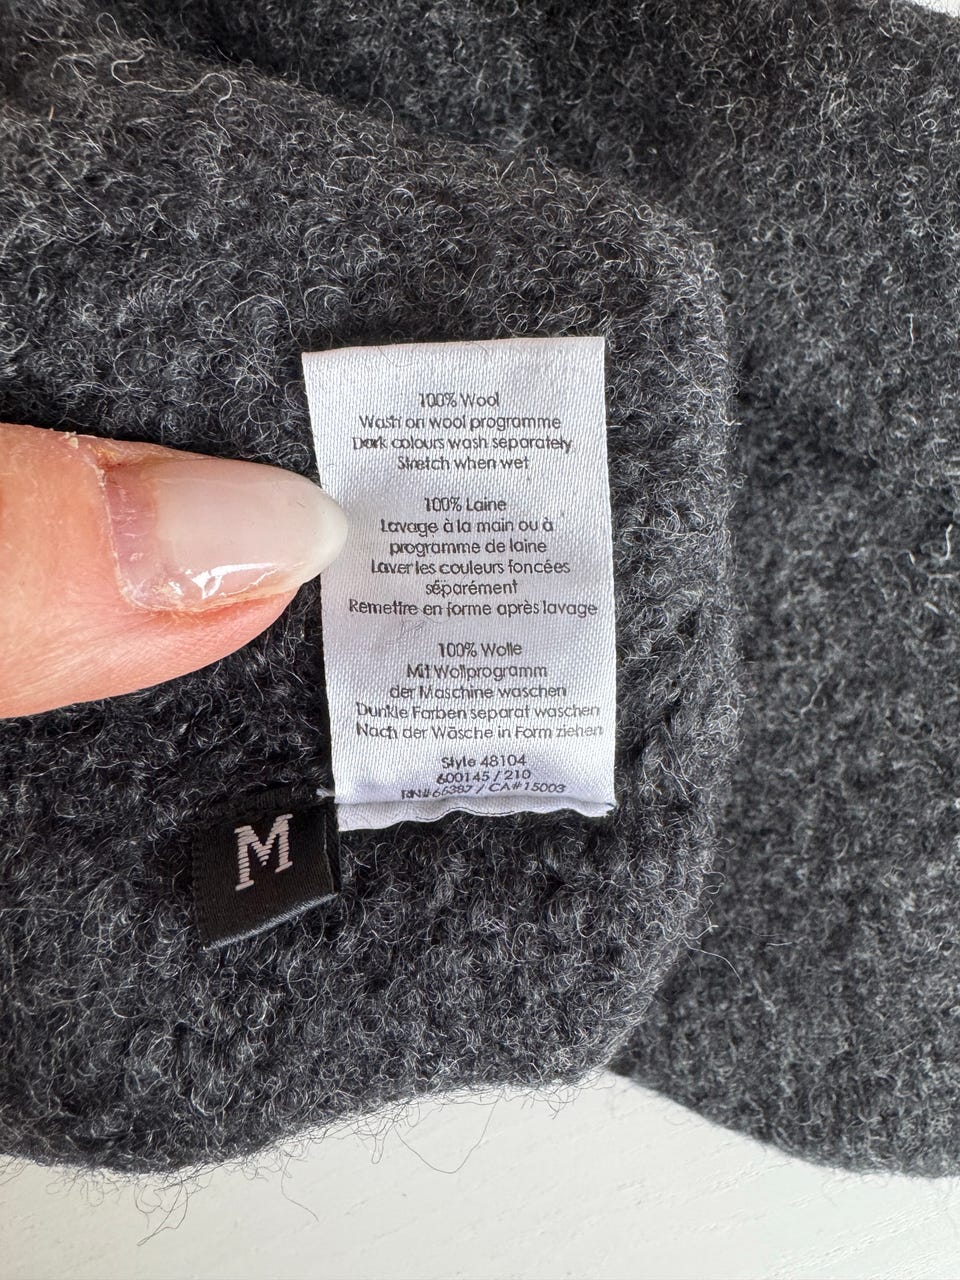 100% Wool
Wash on wool programme
Dark colours wash separately
Stretch when wet
100% Laine
Lavage à la main ou à
programme de laine
Laver les couleurs foncées
séparément
Remettre en forme après lavage
100% Wolle
Mit Wollprogramm
der Maschine waschen
Dunkle Farben separat waschen
Nach der Wäsche in Form ziehen
Style 48104
600145 / 210
RN# 66387 / CA# 15003
M